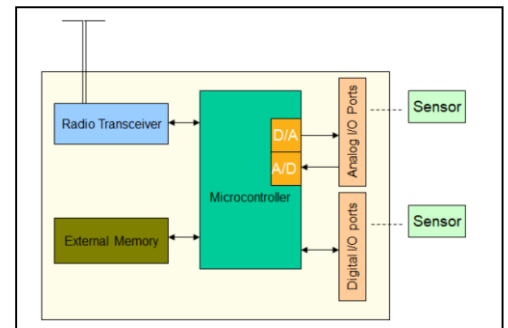 Radio Transceiver
D/A
A/D
Microcontroller
External Memory
Analog I/O Ports
Digital I/O ports
Sensor
Sensor